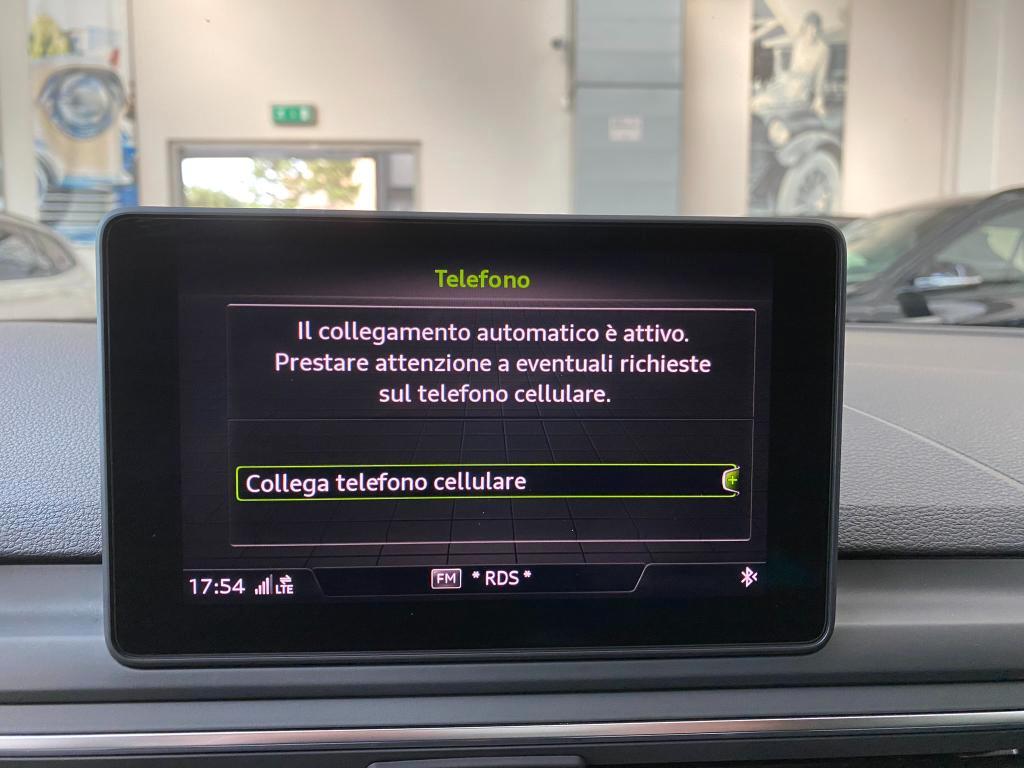 Telefono
Il collegamento automatico è attivo.
Prestare attenzione a eventuali richieste
sul telefono cellulare.
Collega telefono cellulare
17:54 LTE FM * RDS *